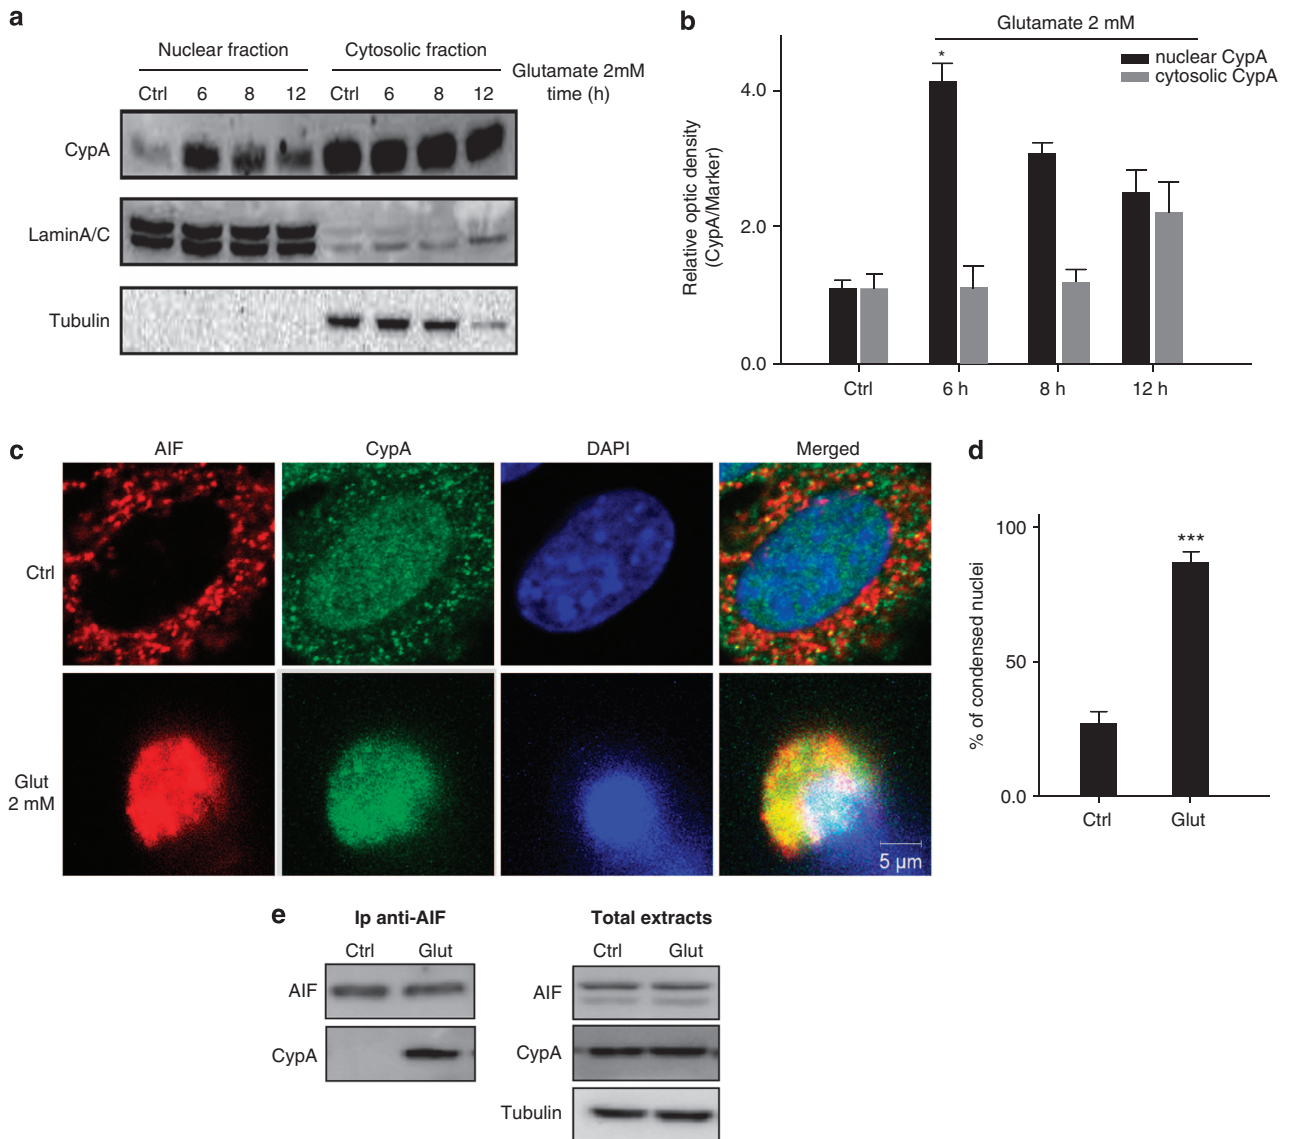 a
Nuclear fraction
Cytosolic fraction
Ctrl 6 8 12 Ctrl 6 8 12
Glutamate 2mM
time (h)
CypA
LaminA/C
Tubulin
b
Glutamate 2 mM
nuclear CypA
cytosolic CypA
*
Relative optic density
(CypA/Marker)
4.0
2.0
0.0
Ctrl 6 h 8 h 12 h
c
AIF CypA DAPI Merged
Ctrl
Glut
2 mM
5 µm
d
% of condensed nuclei
100
50
0.0
***
Ctrl Glut
e
Ip anti-AIF
Ctrl Glut
AIF
CypA
Total extracts
Ctrl Glut
AIF
CypA
Tubulin